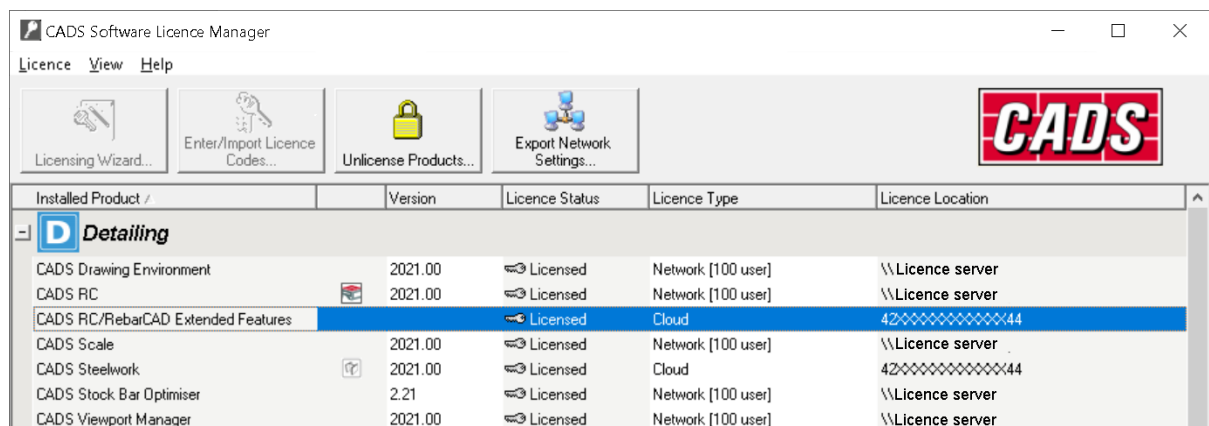 CADS Software Licence Manager
Licence View Help
Licensing Wizard...
Enter/Import Licence Codes...
Unlicense Products...
Export Network Settings...
CADS
Installed Product Version Licence Status Licence Type Licence Location
D Detailing
CADS Drawing Environment 2021.00 Licensed Network [100 user] \\Licence server
CADS RC 2021.00 Licensed Network [100 user] \\Licence server
CADS RC/RebarCAD Extended Features Licensed Cloud 42XXXXXXXXXXXX44
CADS Scale 2021.00 Licensed Network [100 user] \\Licence server
CADS Steelwork 2021.00 Licensed Cloud 42XXXXXXXXXXXX44
CADS Stock Bar Optimiser 2.21 Licensed Network [100 user] \\Licence server
CADS Viewport Manager 2021.00 Licensed Network [100 user] \\Licence server